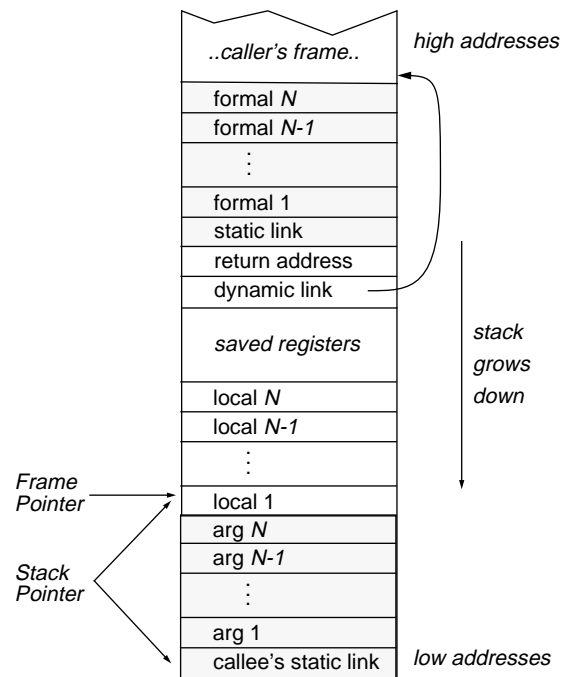 ..caller's frame..
high addresses
formal N
formal N-1
⋮
formal 1
static link
return address
dynamic link
saved registers
stack
grows
down
local N
local N-1
⋮
Frame
Pointer
local 1
arg N
arg N-1
Stack
Pointer
⋮
arg 1
callee's static link
low addresses